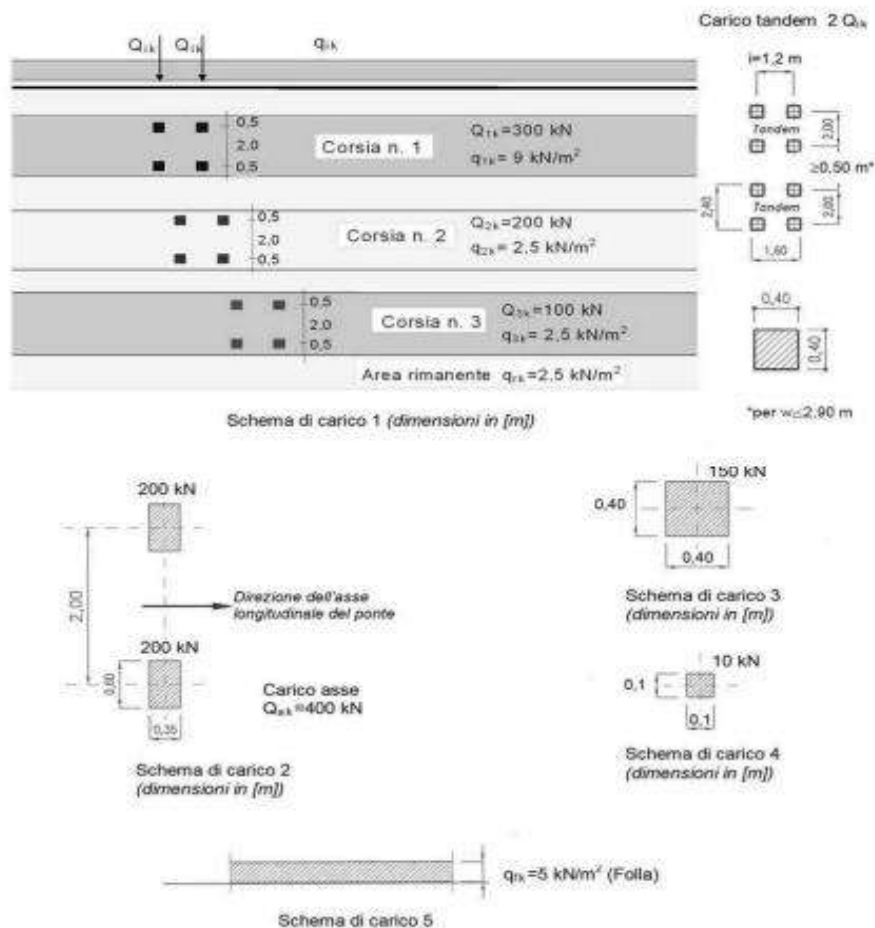 Carico tandem 2 Qik
Qik Qik qik
i=1,2 m
0,5
2.0
0,5
Corsia n. 1
Q1k=300 kN
q1k= 9 kN/m²
Tandem
2,00
≥0,50 m*
Tandem
2,40
2,00
1,60
0,5
2,0
0,5
Corsia n. 2
Q2k=200 kN
q2k= 2,5 kN/m²
0,5
2,0
0,5
Corsia n. 3
Q3k=100 kN
q3k= 2,5 kN/m²
0,40
0,40
Area rimanente qrk=2,5 kN/m²
*per w≤2,90 m
Schema di carico 1 (dimensioni in [m])
200 kN
2,00
Direzione dell'asse
longitudinale del ponte
200 kN
0,60
0,35
Carico asse
Qak=400 kN
Schema di carico 2
(dimensioni in [m])
150 kN
0,40
0,40
Schema di carico 3
(dimensioni in [m])
10 kN
0,1
0,1
Schema di carico 4
(dimensioni in [m])
qfk=5 kN/m² (Folla)
Schema di carico 5